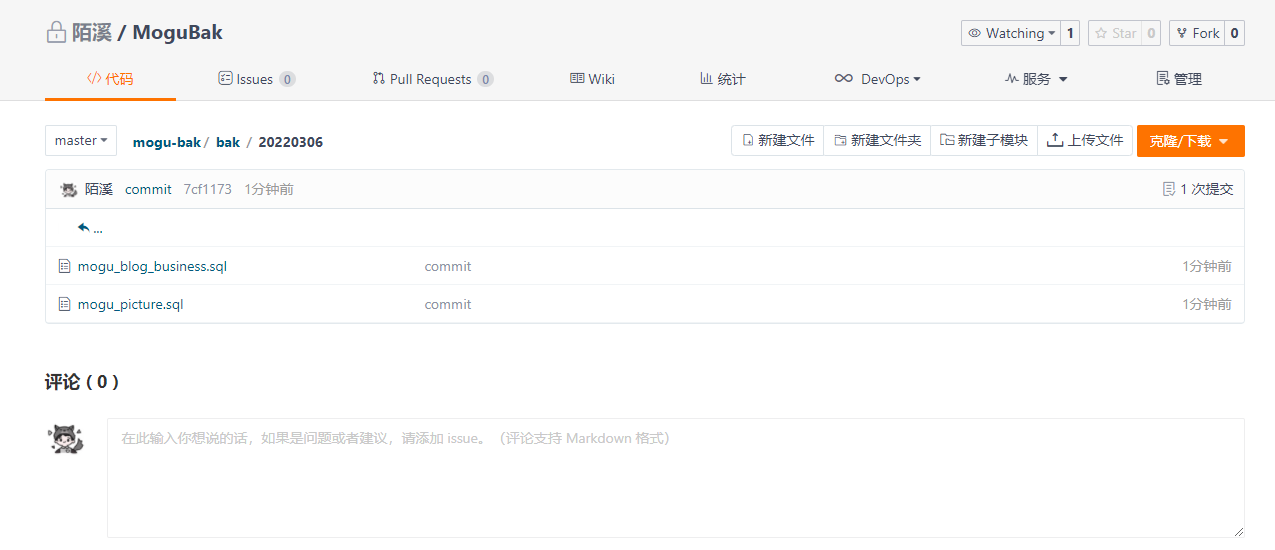 陌溪 / MoguBak
Watching 1 Star 0 Fork 0
代码 Issues 0 Pull Requests 0 Wiki 统计 DevOps 服务 管理
master mogu-bak / bak / 20220306 新建文件 新建文件夹 新建子模块 上传文件 克隆/下载
陌溪 commit 7cf1173 1分钟前 1 次提交
...
mogu_blog_business.sql commit 1分钟前
mogu_picture.sql commit 1分钟前
评论 ( 0 )
在此输入你想说的话，如果是问题或者建议，请添加 issue。（评论支持 Markdown 格式）